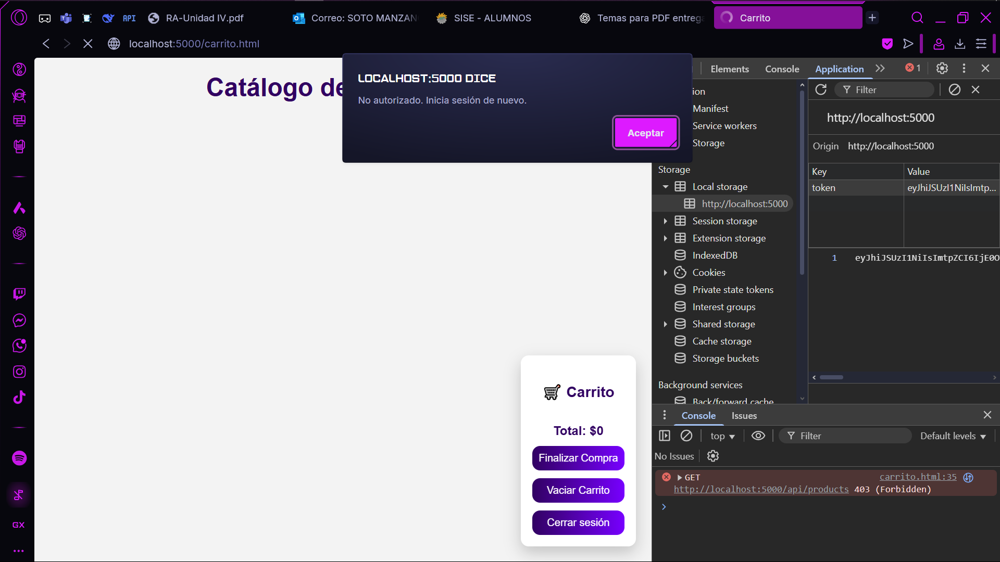 API
RA-Unidad IV.pdf
Correo: SOTO MANZAN
SISE - ALUMNOS
Temas para PDF entrega
Carrito
localhost:5000/carrito.html
Catálogo de
LOCALHOST:5000 DICE
No autorizado. Inicia sesión de nuevo.
Aceptar
Elements
Console
Application
1
Filter
ion
Manifest
Service workers
Storage
Storage
Local storage
http://localhost:5000
Session storage
Extension storage
IndexedDB
Cookies
Private state tokens
Interest groups
Shared storage
Cache storage
Storage buckets
Background services
Back/forward cache
http://localhost:5000
Origin http://localhost:5000
Key Value
token eyJhiJSUzI1NiIsImtp...
1 eyJhiJSUzI1NiIsImtpZCI6IjE0O
Carrito
Total: $0
Finalizar Compra
Vaciar Carrito
Cerrar sesión
GX
Console
Issues
top
Filter
Default levels
No Issues
GET carrito.html:35
http://localhost:5000/api/products 403 (Forbidden)